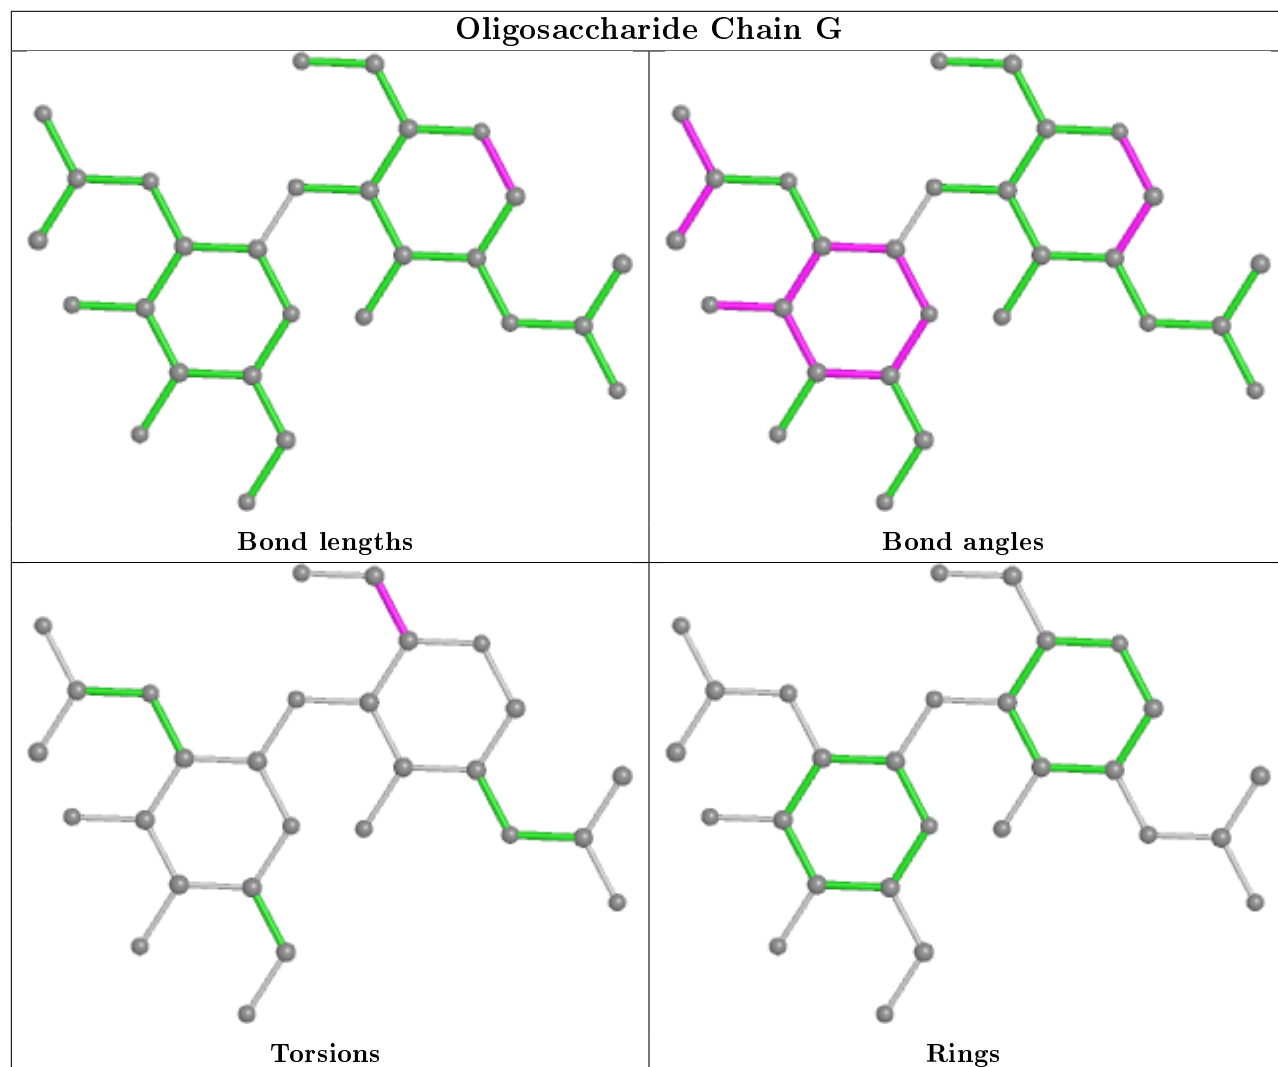 Oligosaccharide Chain G
Bond lengths
Bond angles
Torsions
Rings